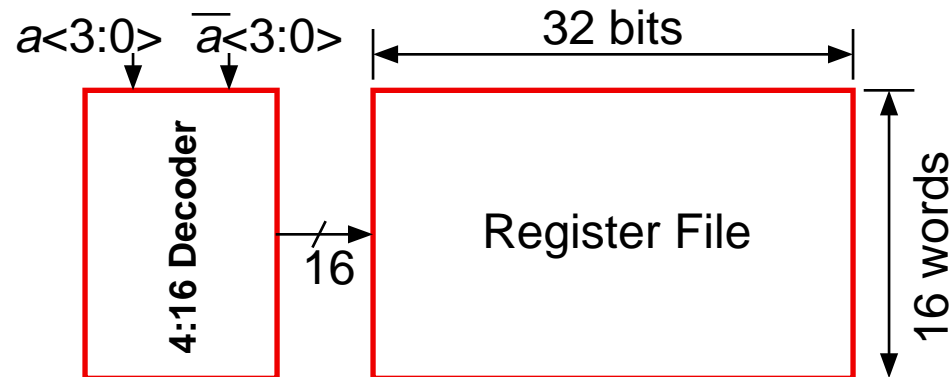 a<3:0> a̅<3:0>
32 bits
4:16 Decoder
16
Register File
16 words